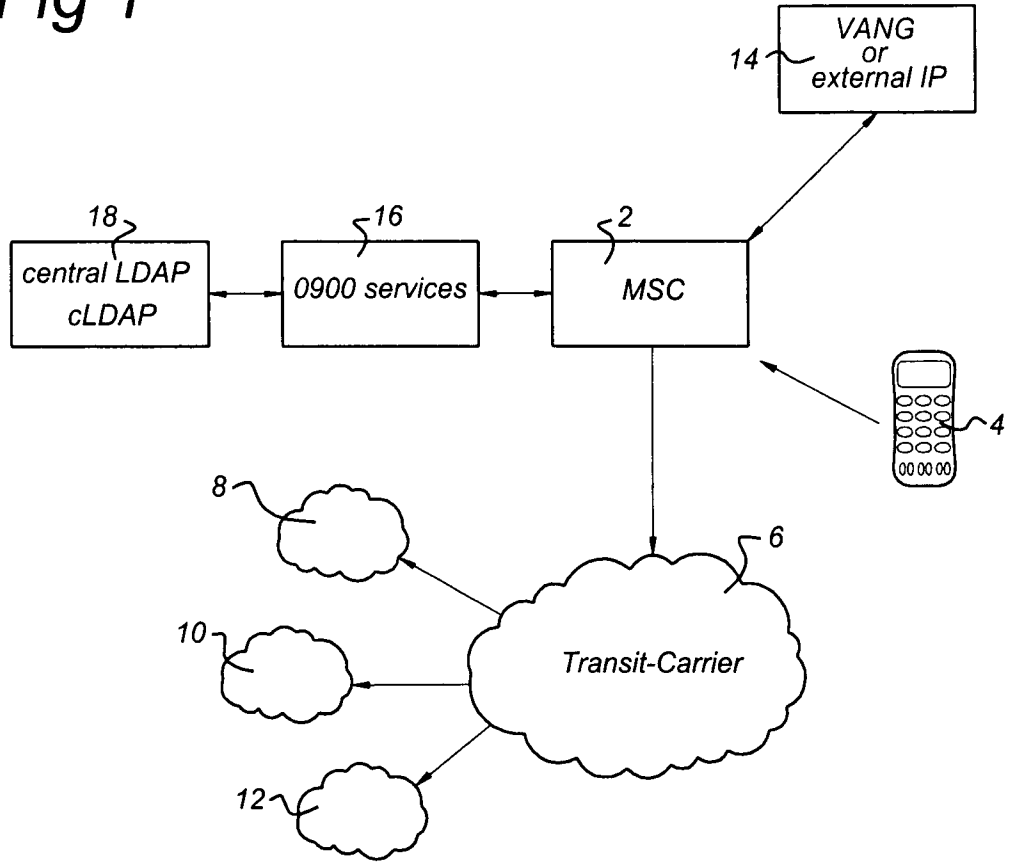 Fig 1
VANG
or
external IP
14
18
16
2
central LDAP
cLDAP
0900 services
MSC
4
8
6
10
Transit-Carrier
12